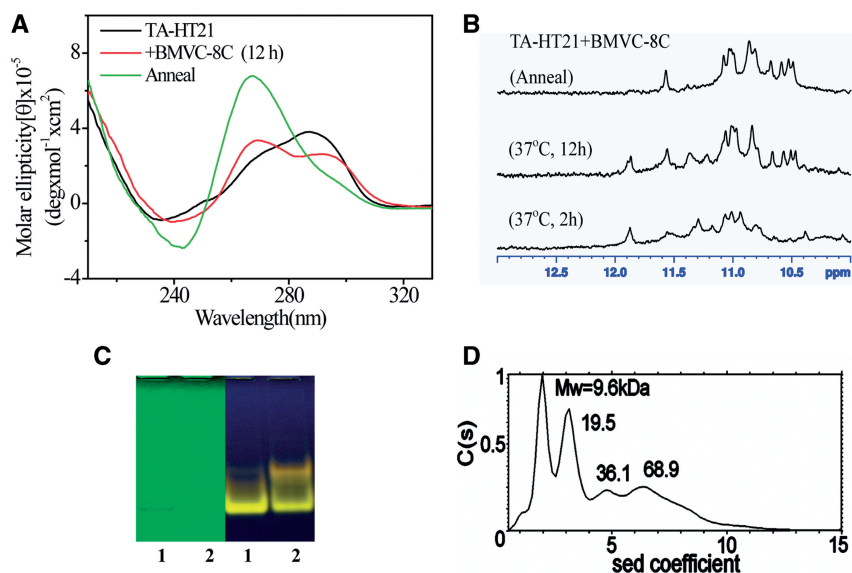 A
TA-HT21
+BMVC-8C (12 h)
Anneal
Molar ellipticity[θ]x10-5
(degxmol-1xcm2)
8
4
0
-4
240
280
320
Wavelength(nm)
B
TA-HT21+BMVC-8C
(Anneal)
(37°C, 12h)
(37°C, 2h)
12.5 12.0 11.5 11.0 10.5 ppm
C
1 2 1 2
D
Mw=9.6kDa
19.5
36.1 68.9
C(s)
1
0.5
0
0 5 10 15
sed coefficient